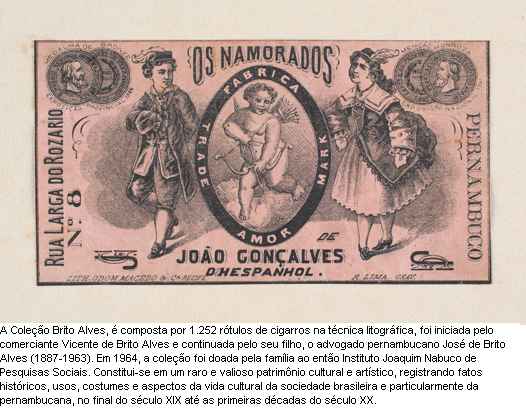 OS NAMORADOS
FABRICA
TRADE
MARK
AMOR
RUA LARGA DO ROZARIO
Nº 8
PERNAMBUCO
DE
JOÃO GONÇALVES
D'HESPANHOL.
LITH. ODOM MACEDO & Cª RECIFE
R. LIMA GRAV.
A Coleção Brito Alves, é composta por 1.252 rótulos de cigarros na técnica litográfica, foi iniciada pelo
comerciante Vicente de Brito Alves e continuada pelo seu filho, o advogado pernambucano José de Brito
Alves (1887-1963). Em 1964, a coleção foi doada pela família ao então Instituto Joaquim Nabuco de
Pesquisas Sociais. Constitui-se em um raro e valioso patrimônio cultural e artístico, registrando fatos
históricos, usos, costumes e aspectos da vida cultural da sociedade brasileira e particularmente da
pernambucana, no final do século XIX até as primeiras décadas do século XX.